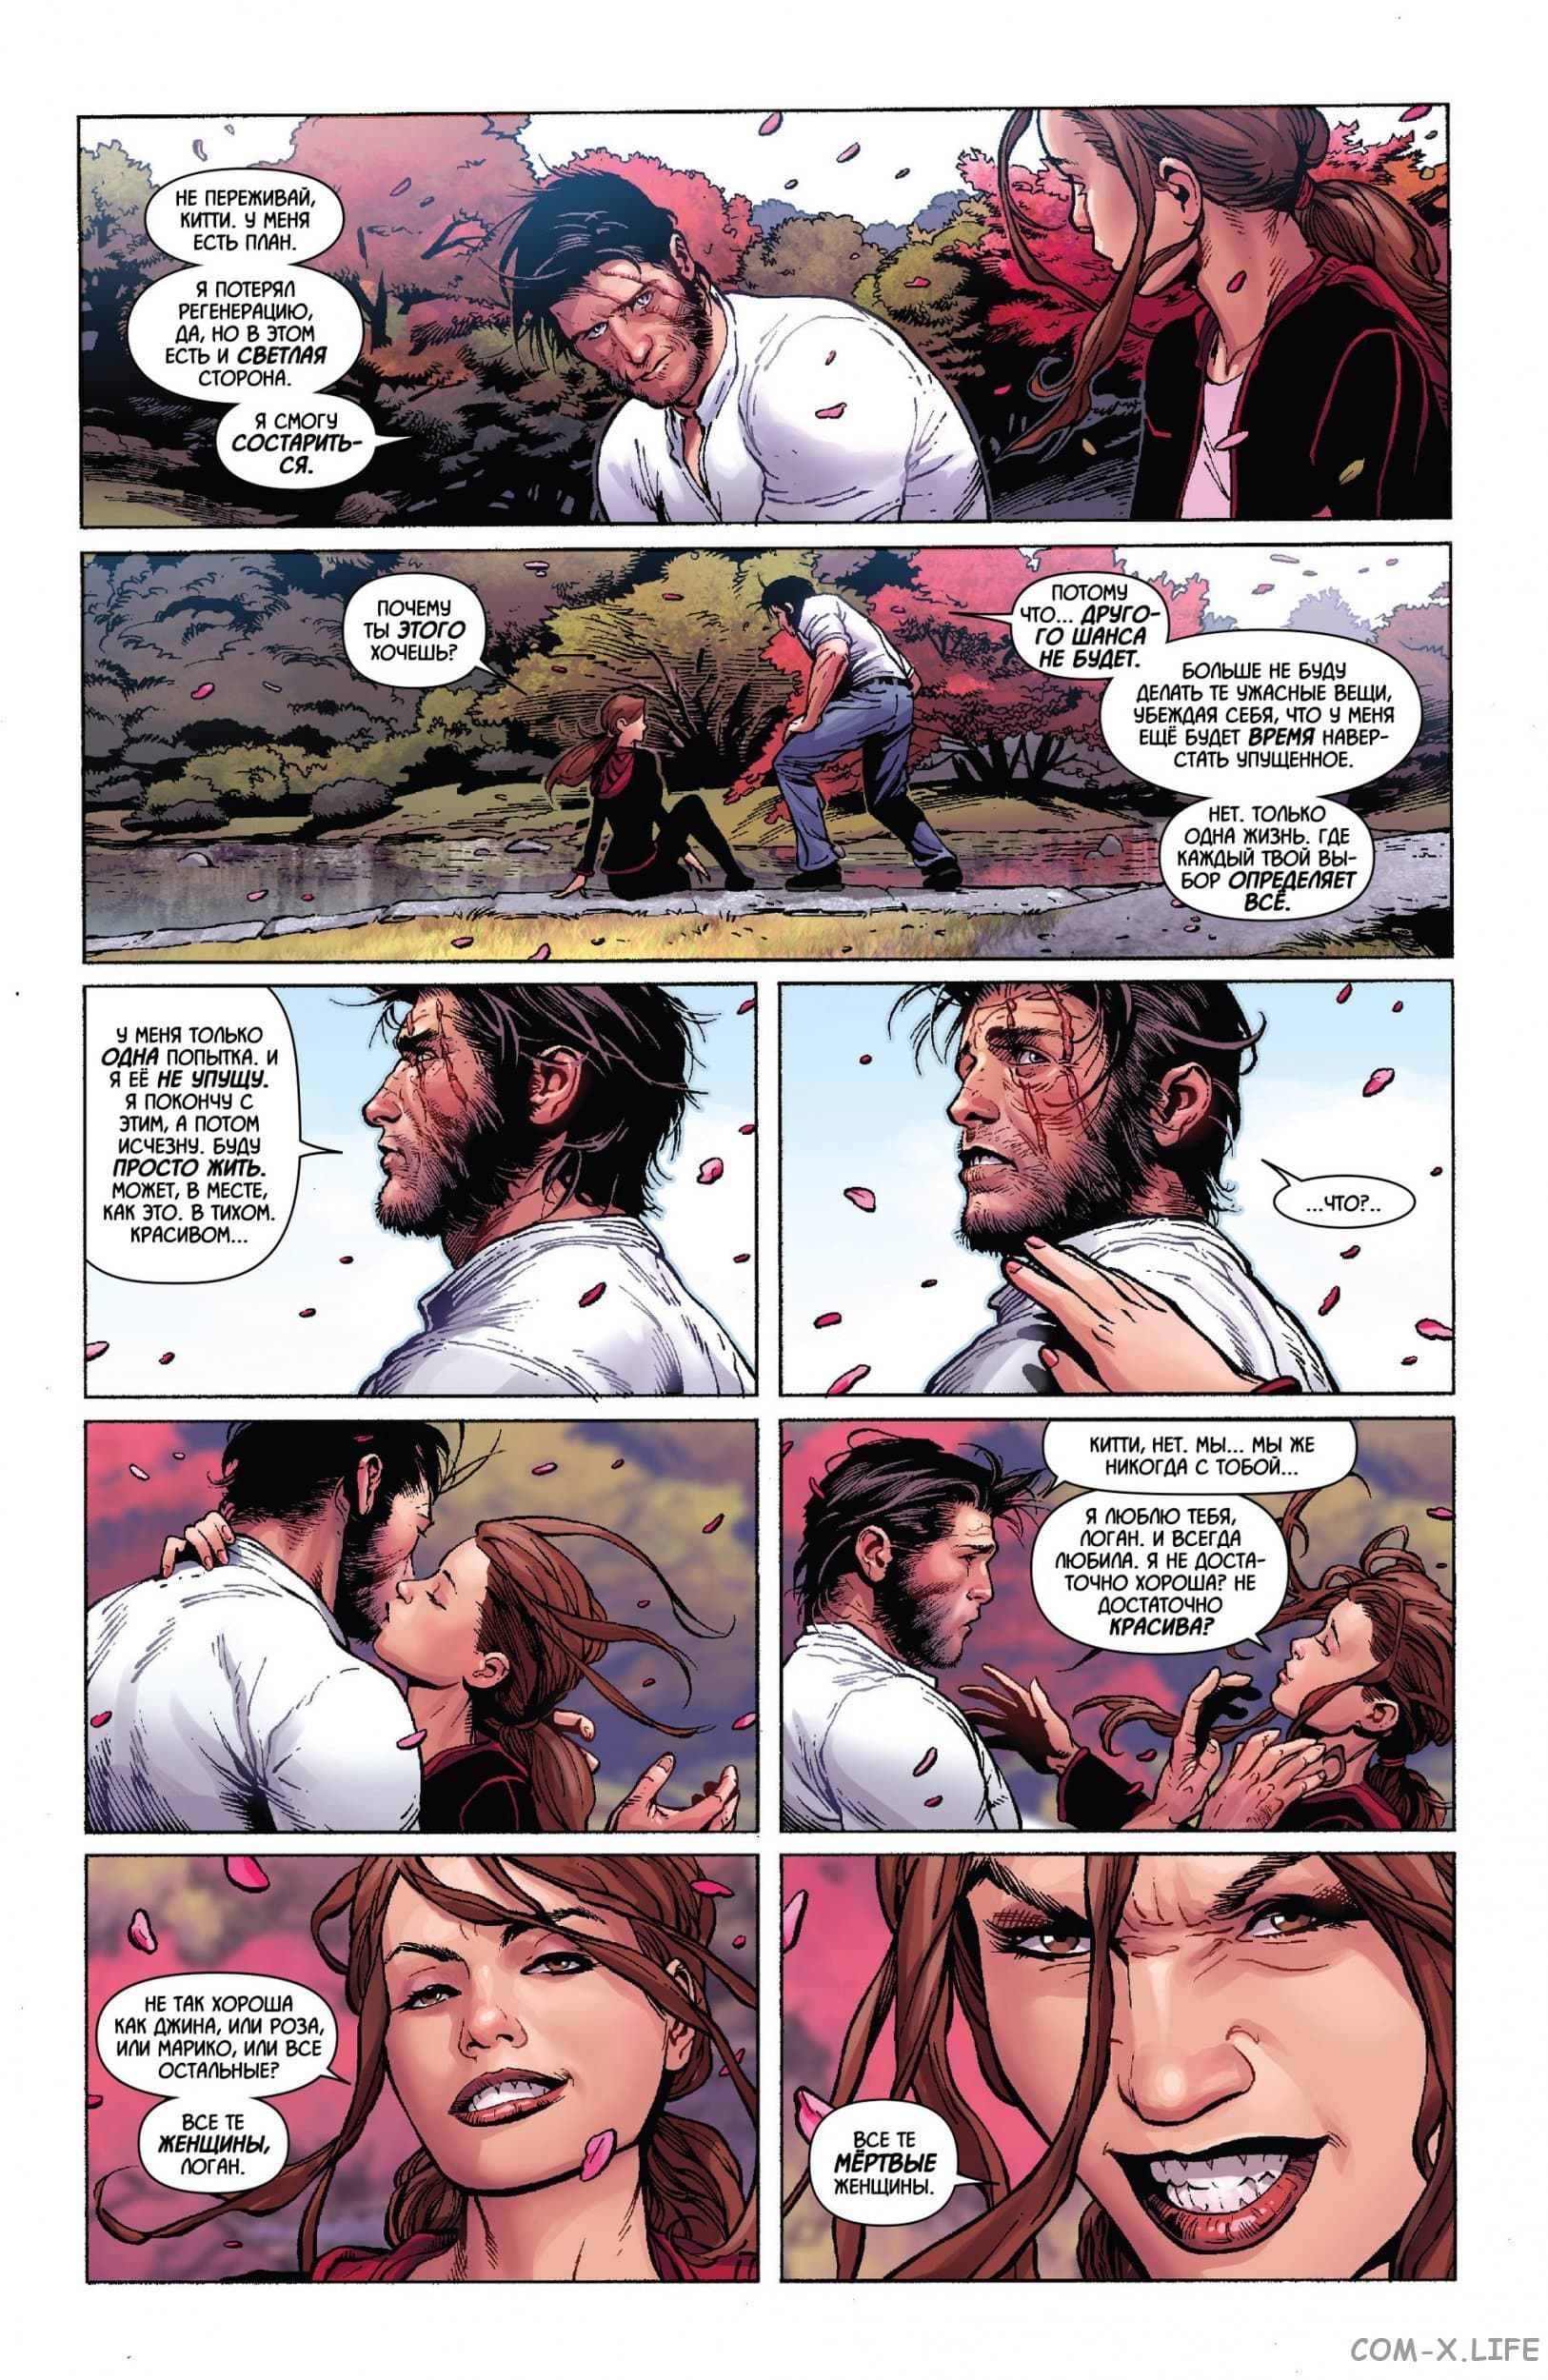 НЕ ПЕРЕЖИВАЙ,
КИТТИ. У МЕНЯ
ЕСТЬ ПЛАН.
Я ПОТЕРЯЛ
РЕГЕНЕРАЦИЮ,
ДА, НО В ЭТОМ
ЕСТЬ И СВЕТЛАЯ
СТОРОНА.
Я СМОГУ
СОСТАРИТЬ-
СЯ.
ПОЧЕМУ
ТЫ ЭТОГО
ХОЧЕШЬ?
ПОТОМУ
ЧТО... ДРУГО-
ГО ШАНСА
НЕ БУДЕТ.
БОЛЬШЕ НЕ БУДУ
ДЕЛАТЬ ТЕ УЖАСНЫЕ ВЕЩИ,
УБЕЖДАЯ СЕБЯ, ЧТО У МЕНЯ
ЕЩЁ БУДЕТ ВРЕМЯ НАВЕР-
СТАТЬ УПУЩЕННОЕ.
НЕТ. ТОЛЬКО
ОДНА ЖИЗНЬ. ГДЕ
КАЖДЫЙ ТВОЙ ВЫ-
БОР ОПРЕДЕЛЯЕТ
ВСЁ.
У МЕНЯ ТОЛЬКО
ОДНА ПОПЫТКА. И
Я ЕЁ НЕ УПУЩУ.
Я ПОКОНЧУ С
ЭТИМ, А ПОТОМ
ИСЧЕЗНУ. БУДУ
ПРОСТО ЖИТЬ.
МОЖЕТ, В МЕСТЕ,
КАК ЭТО. В ТИХОМ.
КРАСИВОМ...
...ЧТО?..
КИТТИ, НЕТ. МЫ... МЫ ЖЕ
НИКОГДА С ТОБОЙ...
Я ЛЮБЛЮ ТЕБЯ,
ЛОГАН. И ВСЕГДА
ЛЮБИЛА. Я НЕ ДОСТА-
ТОЧНО ХОРОША? НЕ
ДОСТАТОЧНО
КРАСИВА?
НЕ ТАК ХОРОША
КАК ДЖИНА, ИЛИ РОЗА,
ИЛИ МАРИКО, ИЛИ ВСЕ
ОСТАЛЬНЫЕ?
ВСЕ ТЕ
ЖЕНЩИНЫ,
ЛОГАН.
ВСЕ ТЕ
МЁРТВЫЕ
ЖЕНЩИНЫ.
COM-X.LIFE